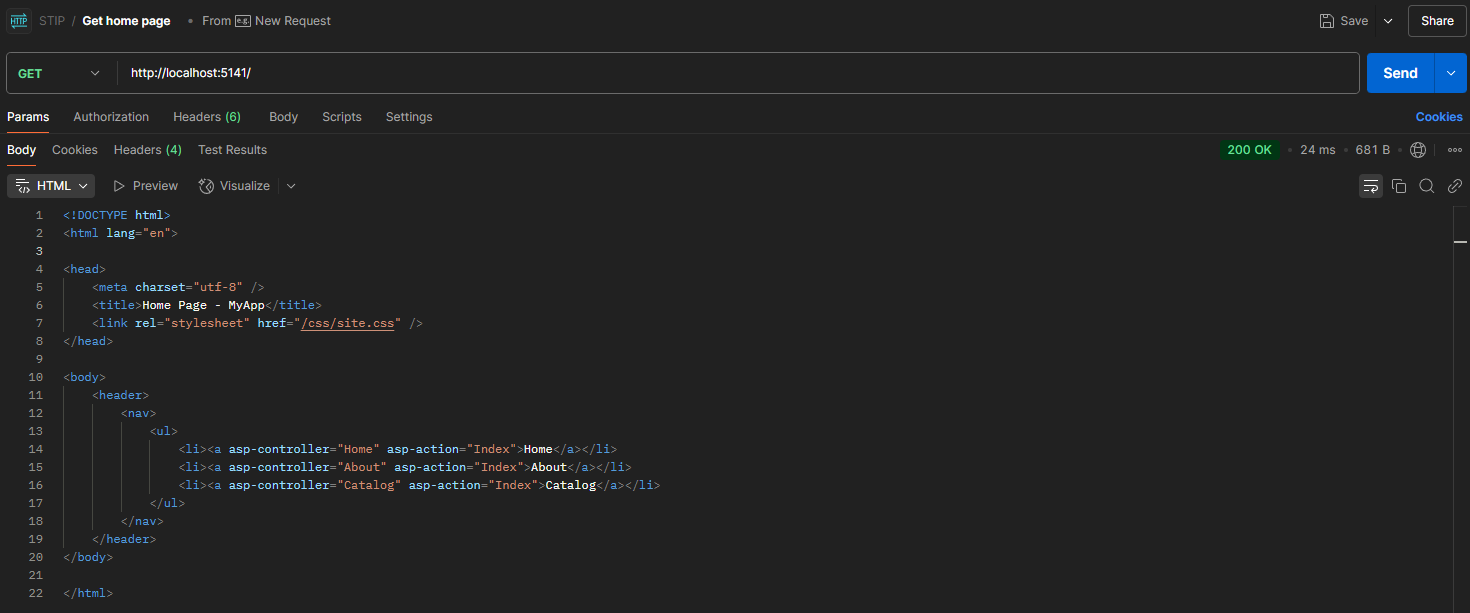 HTTP STIP / Get home page • From e.g. New Request Save Share
GET http://localhost:5141/ Send
Params Authorization Headers (6) Body Scripts Settings Cookies
Body Cookies Headers (4) Test Results 200 OK • 24 ms • 681 B •
HTML Preview Visualize
1 <!DOCTYPE html>
2 <html lang="en">
3
4 <head>
5 <meta charset="utf-8" />
6 <title>Home Page - MyApp</title>
7 <link rel="stylesheet" href="/css/site.css" />
8 </head>
9
10 <body>
11 <header>
12 <nav>
13 <ul>
14 <li><a asp-controller="Home" asp-action="Index">Home</a></li>
15 <li><a asp-controller="About" asp-action="Index">About</a></li>
16 <li><a asp-controller="Catalog" asp-action="Index">Catalog</a></li>
17 </ul>
18 </nav>
19 </header>
20 </body>
21
22 </html>